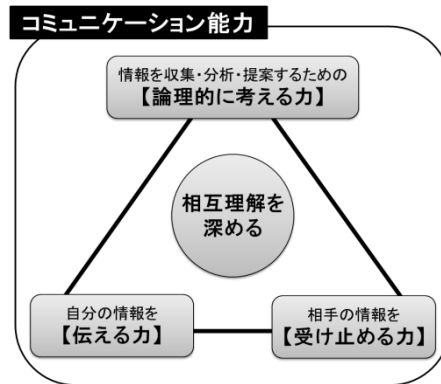 コミュニケーション能力
情報を収集・分析・提案するための
【論理的に考える力】
相互理解を
深める
自分の情報を
【伝える力】
相手の情報を
【受け止める力】